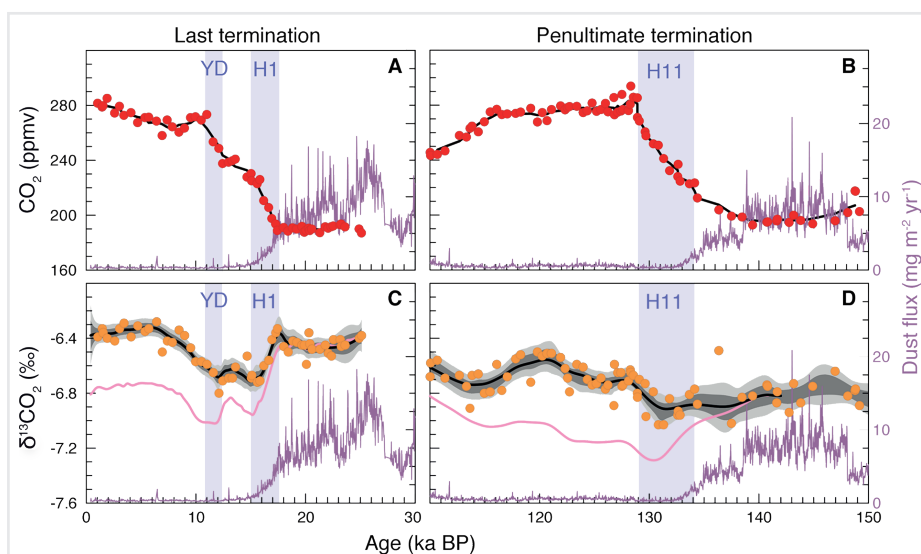 Last termination
Penultimate termination
YD
H1
A
H11
B
CO₂ (ppmv)
280
240
200
160
20
10
0
Dust flux (mg m⁻² yr⁻¹)
YD
H1
C
H11
D
δ¹³CO₂ (‰)
-6.4
-6.8
-7.2
-7.6
20
10
0
0
10
20
30
120
130
140
150
Age (ka BP)